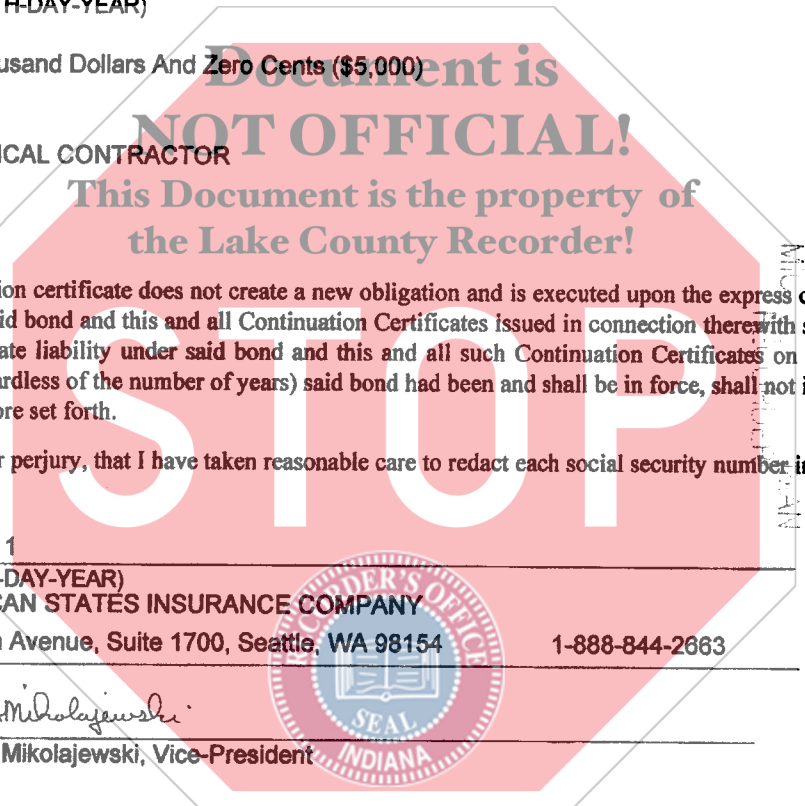 H-DAY-YEAR)
usand Dollars And Zero Cents ($5,000)
Document is
NOT OFFICIAL!
ICAL CONTRACTOR
This Document is the property of
the Lake County Recorder!
ion certificate does not create a new obligation and is executed upon the express
id bond and this and all Continuation Certificates issued in connection therewith
ate liability under said bond and this and all such Continuation Certificates on
ardless of the number of years) said bond had been and shall be in force, shall not
ore set forth.
STOP
r perjury, that I have taken reasonable care to redact each social security number
1
-DAY-YEAR)
CAN STATES INSURANCE COMPANY
Avenue, Suite 1700, Seattle, WA 98154 1-888-844-2663
RECORDER'S OFFICE
SEAL
INDIANA
Mikolajewski
Mikolajewski, Vice-President